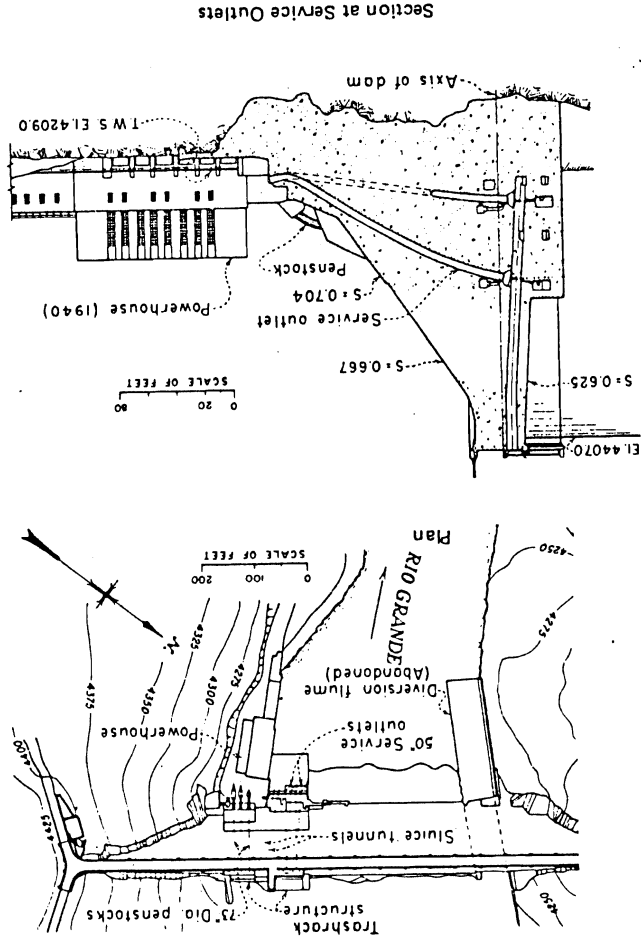 Trashrack
structure
73" Dia. penstocks
4250
Sluice tunnels
4425
4400
50" Service
outlets
Powerhouse
Diversion flume
(Abandoned)
RIO GRANDE
N.
4275
4300
4325
4350
4375
4275
4250
0 100 200
SCALE OF FEET
Plan
El.4407.0
S=0.625
S=0.667
0 20 80
SCALE OF FEET
Service outlet
S=0.704
Penstock
Powerhouse (1940)
T.W.S. El.4209.0
Axis of dam
Section at Service Outlets